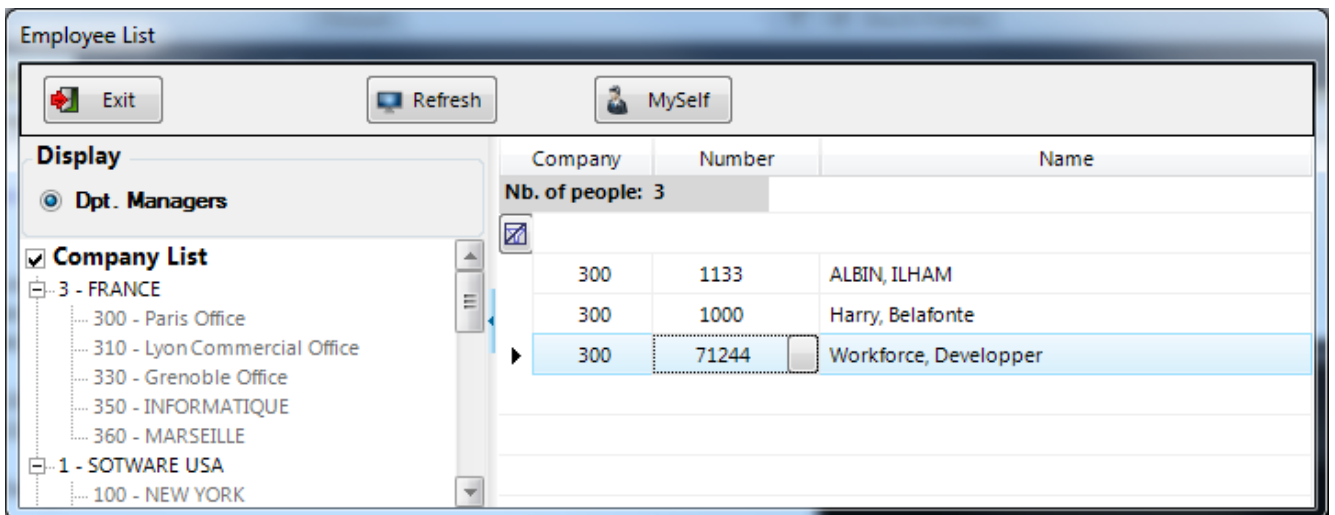 Employee List
Exit Refresh MySelf
Display
Dpt. Managers
Company List
3 - FRANCE
300 - Paris Office
310 - Lyon Commercial Office
330 - Grenoble Office
350 - INFORMATIQUE
360 - MARSEILLE
1 - SOTWARE USA
100 - NEW YORK
Company Number Name
Nb. of people: 3
300 1133 ALBIN, ILHAM
300 1000 Harry, Belafonte
300 71244 Workforce, Developper